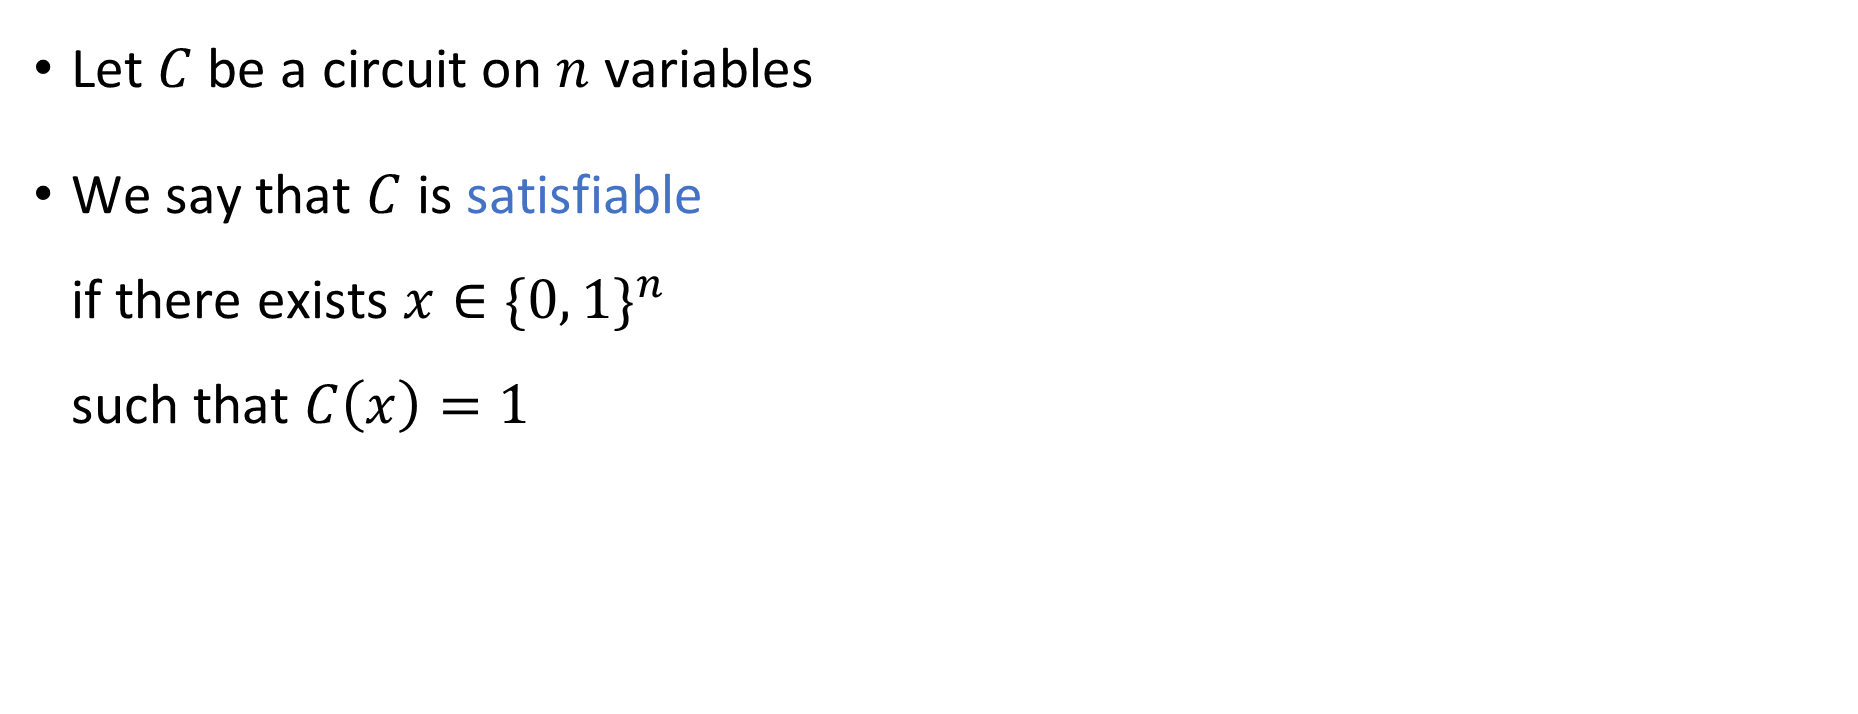 • Let 𝐶 be a circuit on 𝑛 variables
• We say that 𝐶 is satisfiable
if there exists 𝑥 ∈ {0, 1}ⁿ
such that 𝐶(𝑥) = 1